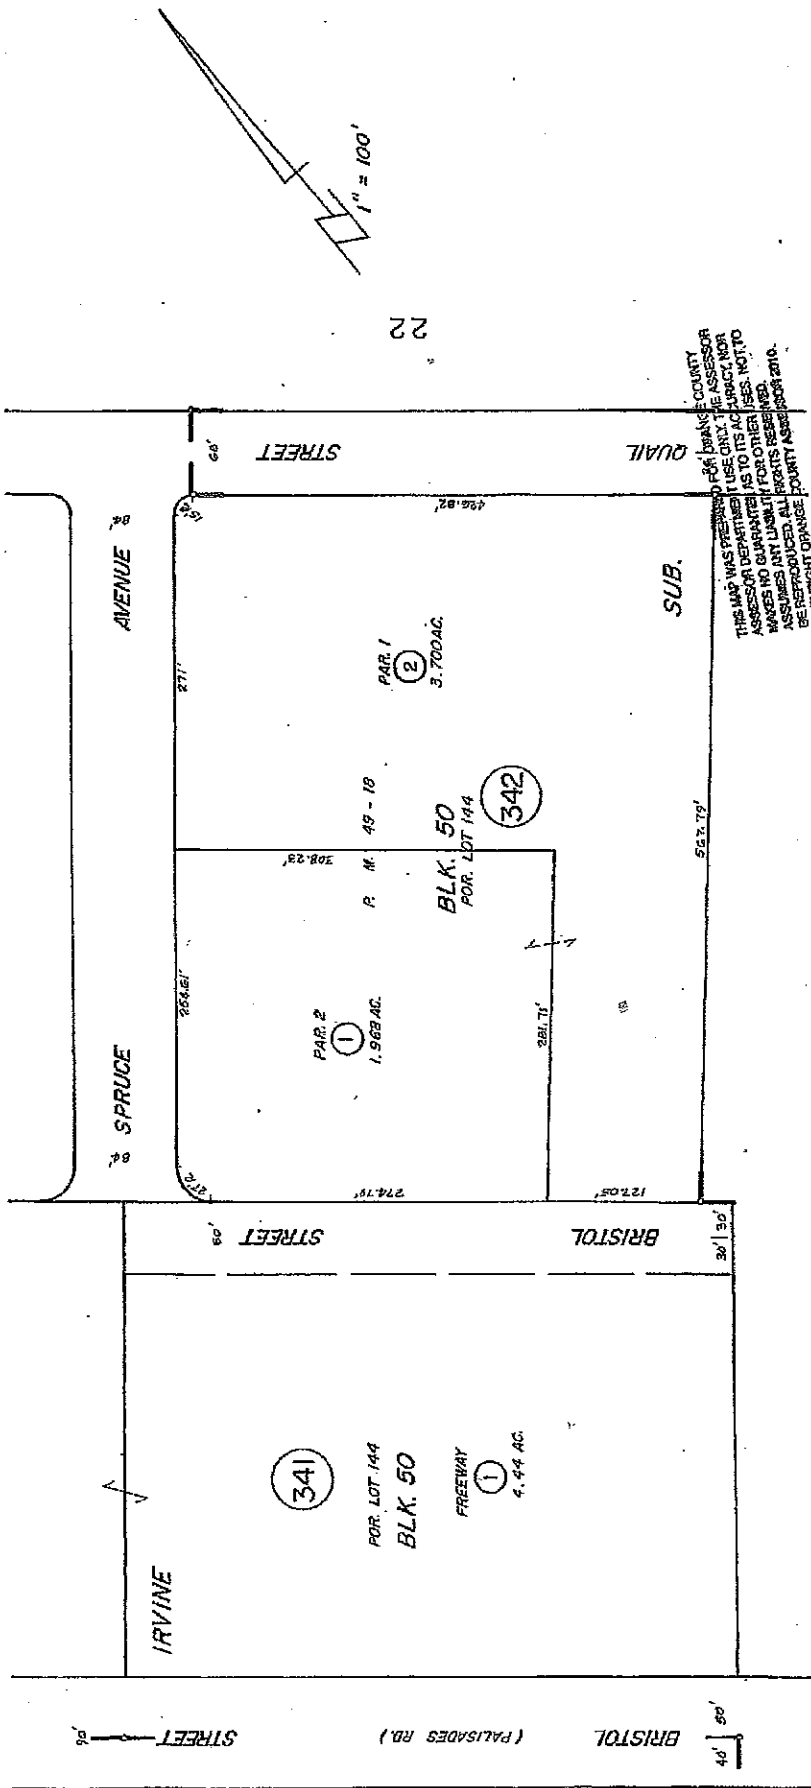 1" = 100'
22
60'
STREET
QUAIL
84'
AVENUE
271'
426.82'
PAR. 1
2
3.700 AC.
SUB.
THIS MAP WAS PREPARED FOR ORANGE COUNTY
ASSESSOR DEPARTMENT USE ONLY. THE ASSESSOR
MAKES NO GUARANTEE AS TO ITS ACCURACY, NOR
ASSUMES ANY LIABILITY FOR OTHER USES. NOT TO
BE REPRODUCED. ALL RIGHTS RESERVED.
COUNTY ASSESSOR 2010.
P. M. 49 - 18
BLK. 50
POR. LOT 144
342
308.23'
567.79'
264.61'
PAR. 2
1
1.968 AC.
281.71'
SPRUCE
84'
274.79'
127.05'
60'
STREET
BRISTOL
30' 30'
341
POR. LOT 144
BLK. 50
FREEWAY
1
4.44 AC.
IRVINE
90'
STREET
(PALISADES RD.)
BRISTOL
40' 50'